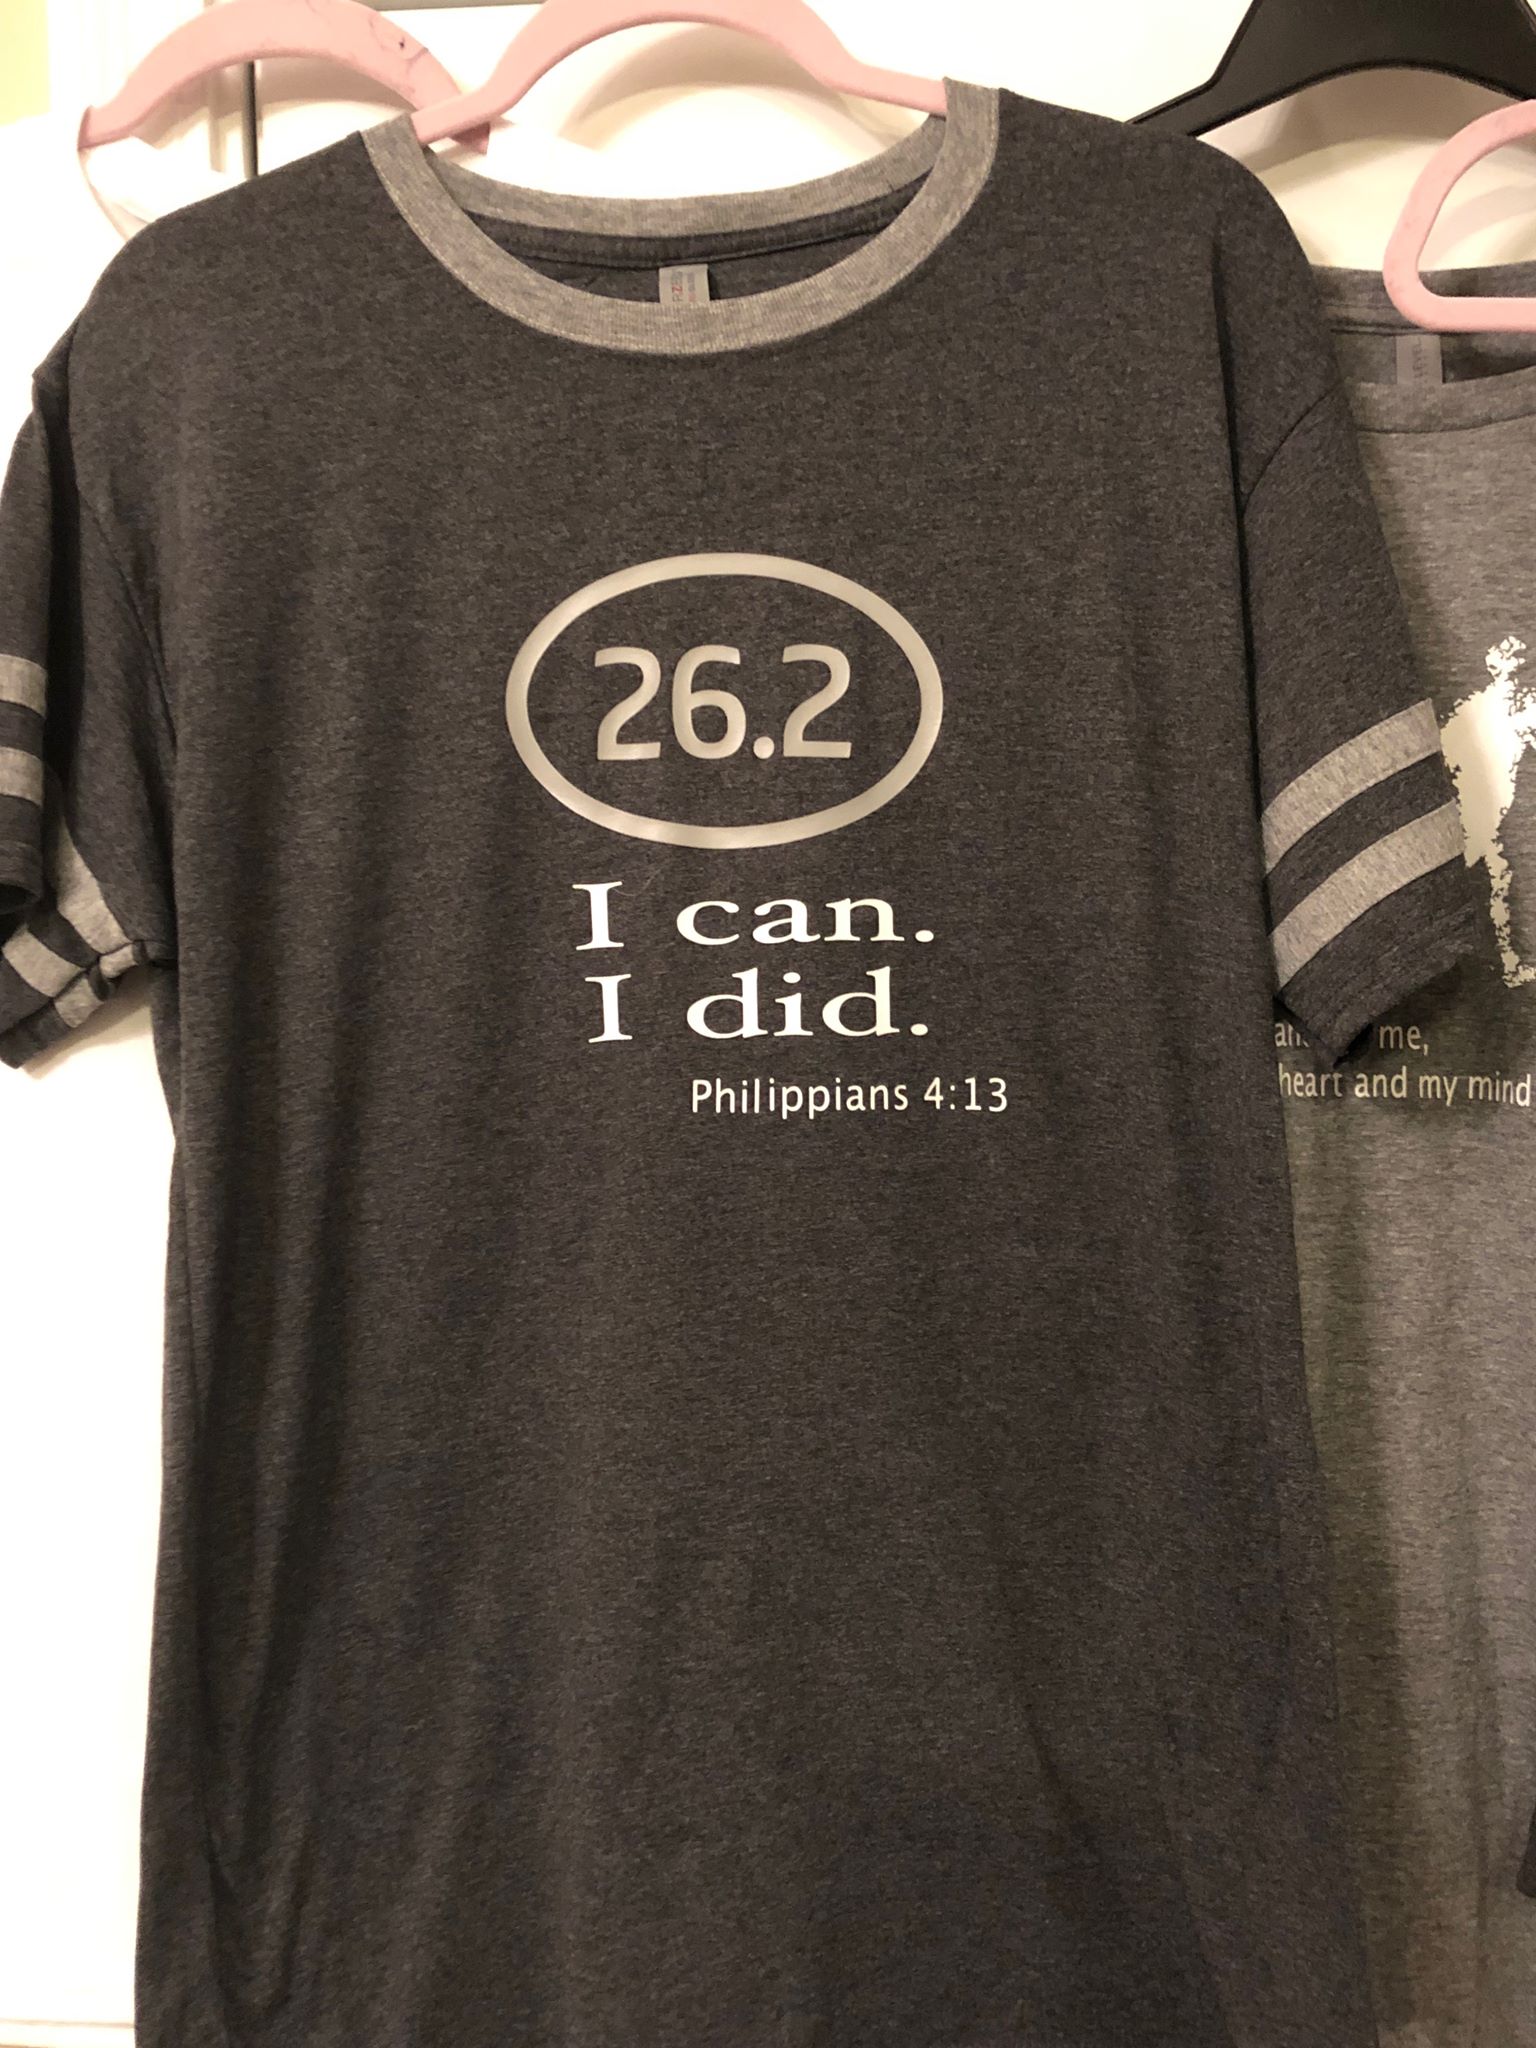 26.2
I can.
I did.
Philippians 4:13
me,
heart and my mind